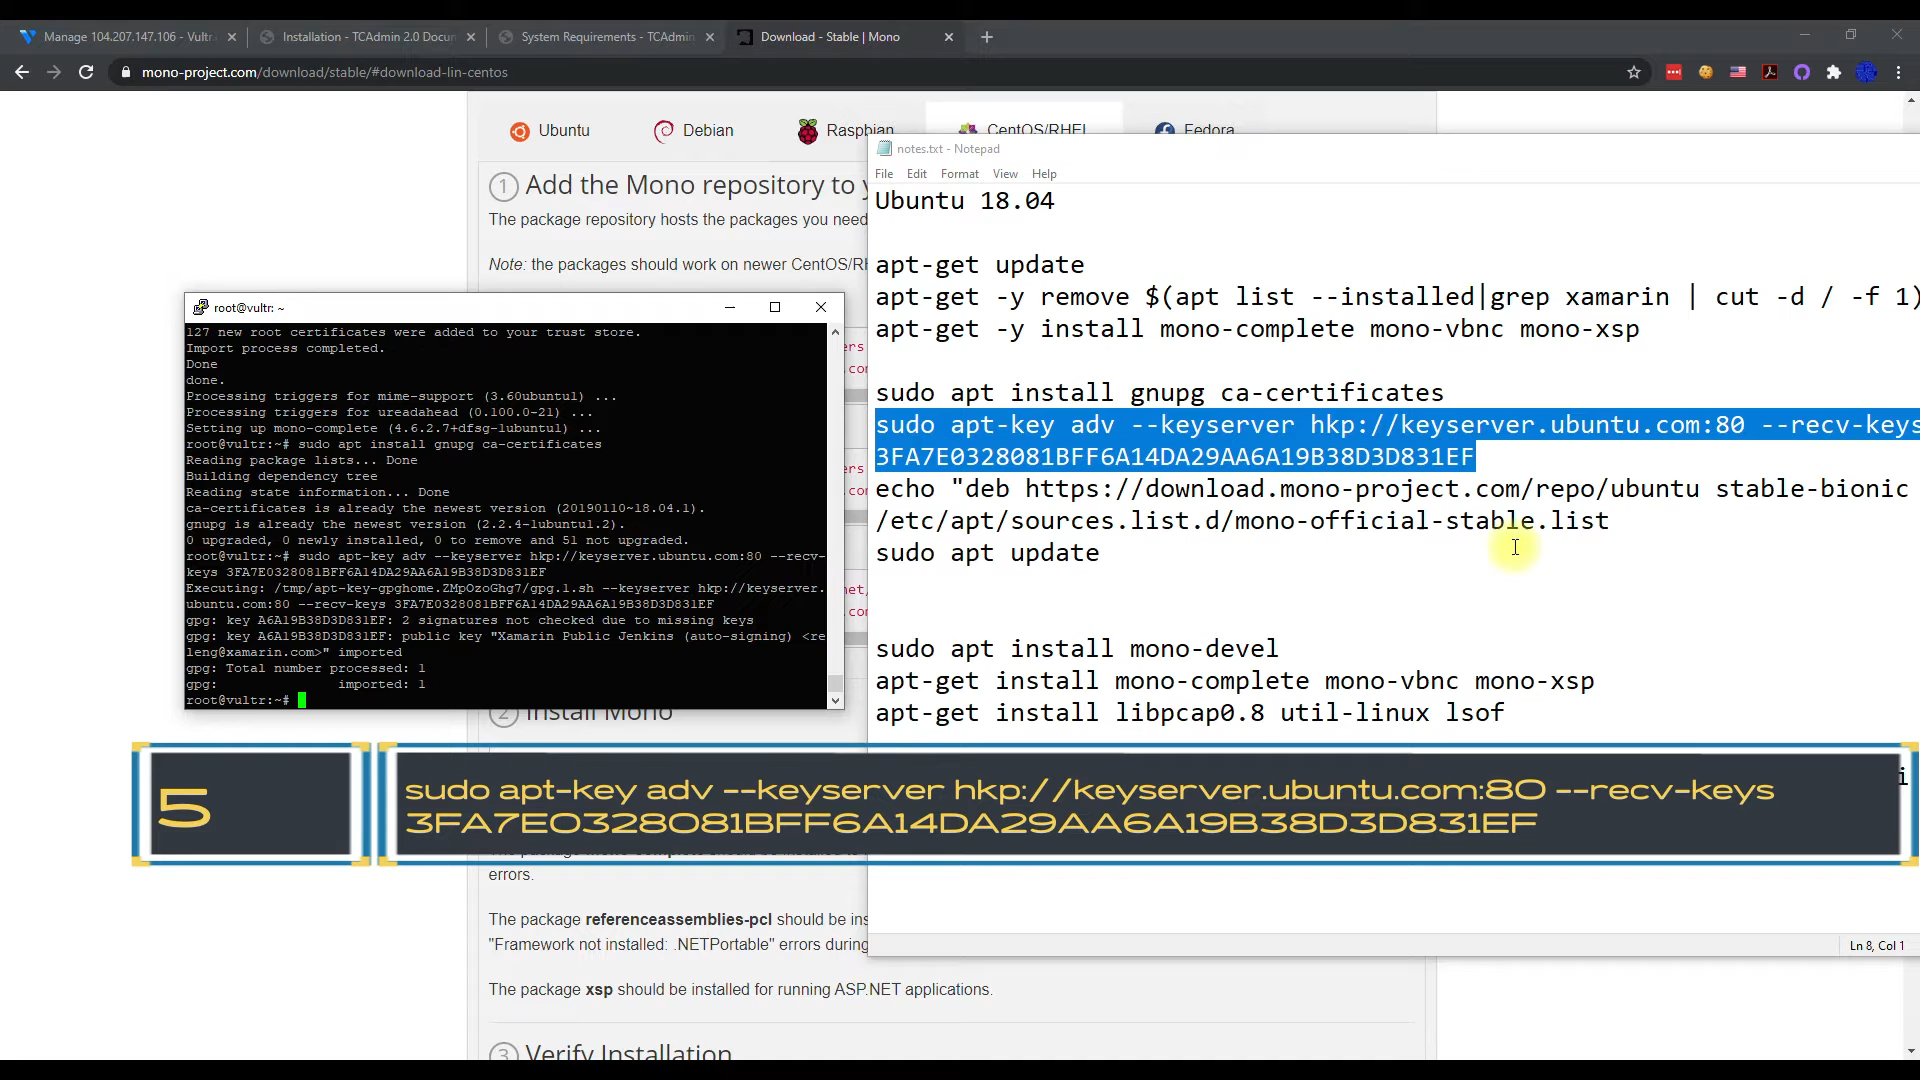 Manage 104.207.147.106 - Vultr
Installation - TCAdmin 2.0 Docu
System Requirements - TCAdmin
Download - Stable | Mono
mono-project.com/download/stable/#download-lin-centos
Ubuntu
Debian
Raspbian
CentOS/RHEL
Fedora
1 Add the Mono repository to y
The package repository hosts the packages you need
Note: the packages should work on newer CentOS/RH
notes.txt - Notepad
File Edit Format View Help
Ubuntu 18.04
apt-get update
apt-get -y remove $(apt list --installed|grep xamarin | cut -d / -f 1)
apt-get -y install mono-complete mono-vbnc mono-xsp
sudo apt install gnupg ca-certificates
sudo apt-key adv --keyserver hkp://keyserver.ubuntu.com:80 --recv-keys
3FA7E0328081BFF6A14DA29AA6A19B38D3D831EF
echo "deb https://download.mono-project.com/repo/ubuntu stable-bionic
/etc/apt/sources.list.d/mono-official-stable.list
sudo apt update
sudo apt install mono-devel
apt-get install mono-complete mono-vbnc mono-xsp
apt-get install libpcap0.8 util-linux lsof
Ln 8, Col 1
root@vultr: ~
127 new root certificates were added to your trust store.
Import process completed.
Done
done.
Processing triggers for mime-support (3.60ubuntu1) ...
Processing triggers for ureadahead (0.100.0-21) ...
Setting up mono-complete (4.6.2.7+dfsg-1ubuntu1) ...
root@vultr:~# sudo apt install gnupg ca-certificates
Reading package lists... Done
Building dependency tree
Reading state information... Done
ca-certificates is already the newest version (20190110~18.04.1).
gnupg is already the newest version (2.2.4-1ubuntu1.2).
0 upgraded, 0 newly installed, 0 to remove and 51 not upgraded.
root@vultr:~# sudo apt-key adv --keyserver hkp://keyserver.ubuntu.com:80 --recv-
keys 3FA7E0328081BFF6A14DA29AA6A19B38D3D831EF
Executing: /tmp/apt-key-gpghome.ZMpOzoGhg7/gpg.1.sh --keyserver hkp://keyserver.
ubuntu.com:80 --recv-keys 3FA7E0328081BFF6A14DA29AA6A19B38D3D831EF
gpg: key A6A19B38D3D831EF: 2 signatures not checked due to missing keys
gpg: key A6A19B38D3D831EF: public key "Xamarin Public Jenkins (auto-signing) <re
leng@xamarin.com>" imported
gpg: Total number processed: 1
gpg: imported: 1
root@vultr:~#
2 Install Mono
5
sudo apt-key adv --keyserver hkp://keyserver.ubuntu.com:80 --recv-keys
3FA7E0328081BFF6A14DA29AA6A19B38D3D831EF
errors.
The package referenceassemblies-pcl should be ins
"Framework not installed: .NETPortable" errors during
The package xsp should be installed for running ASP.NET applications.
3 Verify Installation